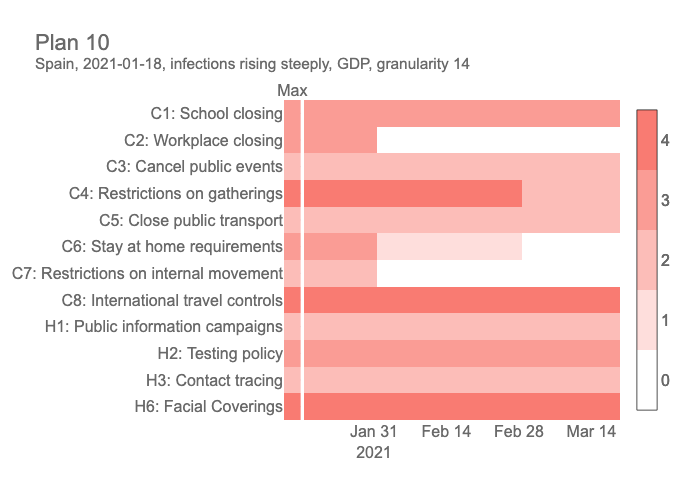 Plan 10
Spain, 2021-01-18, infections rising steeply, GDP, granularity 14
Max
C1: School closing
C2: Workplace closing
C3: Cancel public events
C4: Restrictions on gatherings
C5: Close public transport
C6: Stay at home requirements
C7: Restrictions on internal movement
C8: International travel controls
H1: Public information campaigns
H2: Testing policy
H3: Contact tracing
H6: Facial Coverings
Jan 31 Feb 14 Feb 28 Mar 14
2021
4
3
2
1
0